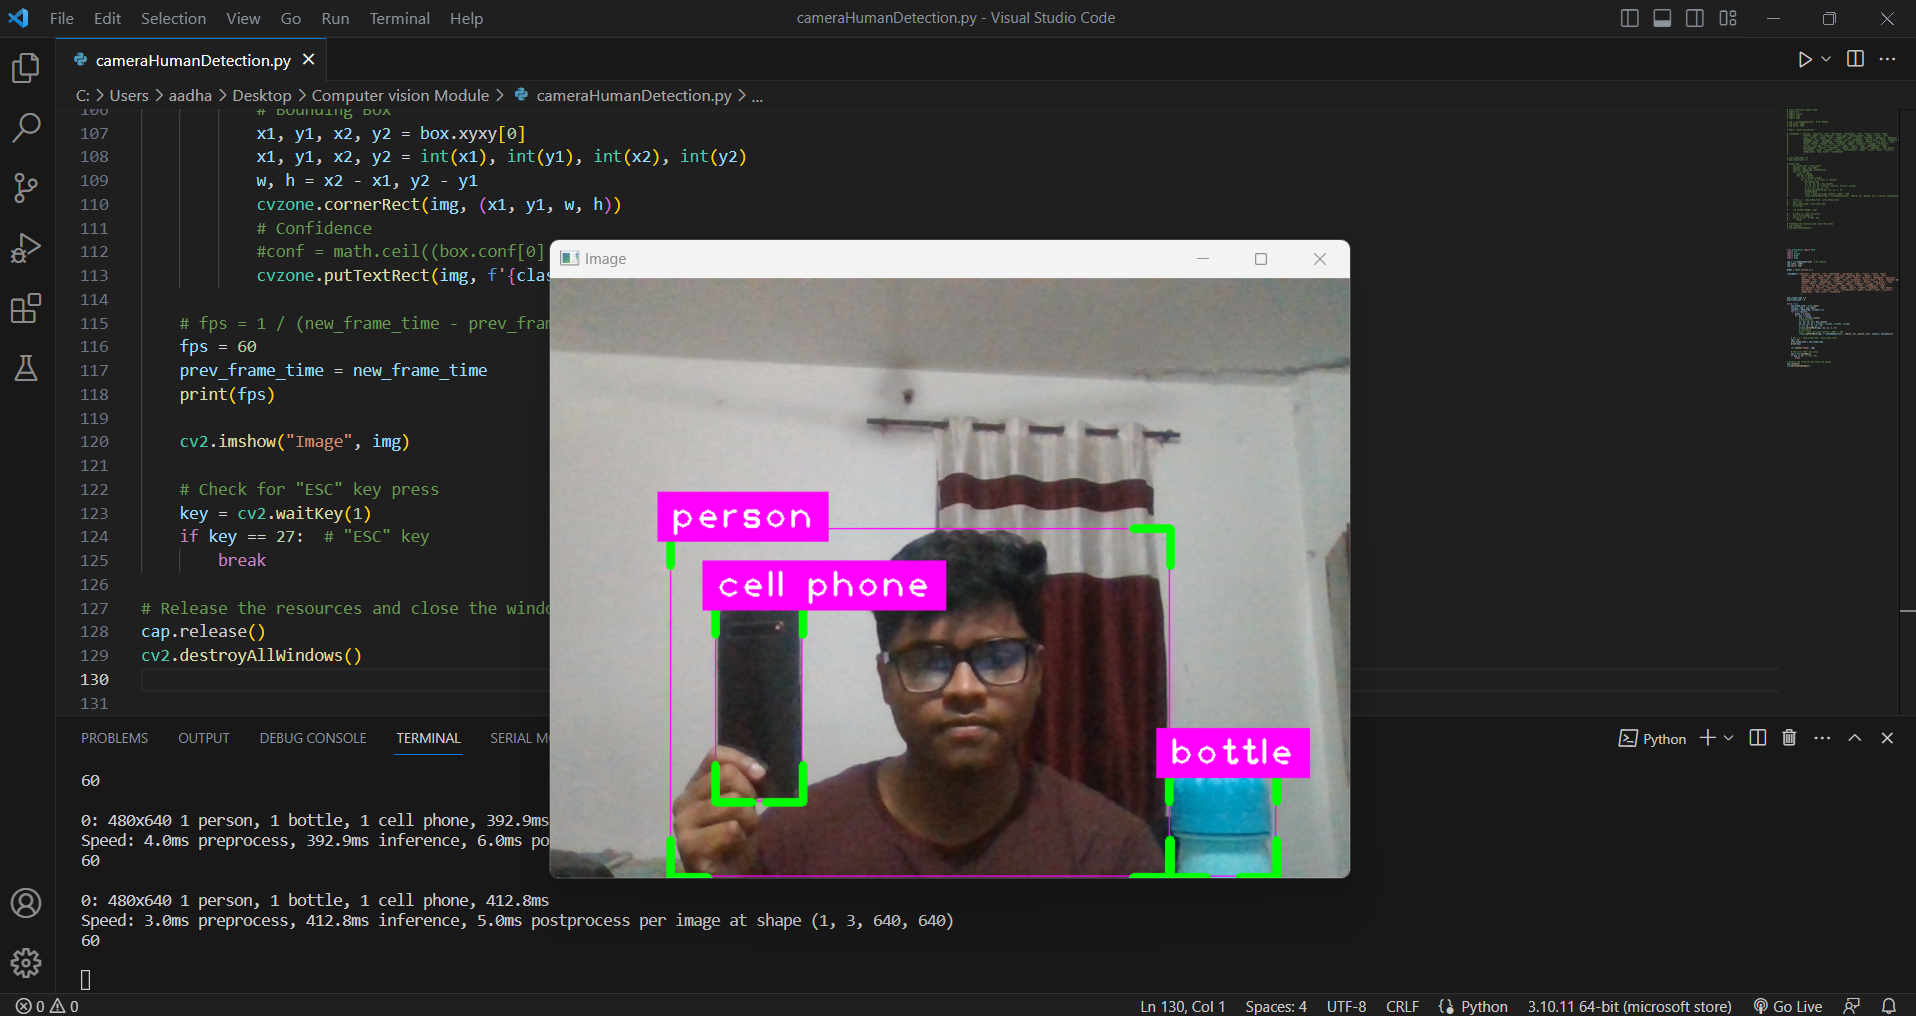 File Edit Selection View Go Run Terminal Help
cameraHumanDetection.py - Visual Studio Code
cameraHumanDetection.py
C: > Users > aadha > Desktop > Computer vision Module > cameraHumanDetection.py > ...
106 # Bounding Box
107 x1, y1, x2, y2 = box.xyxy[0]
108 x1, y1, x2, y2 = int(x1), int(y1), int(x2), int(y2)
109 w, h = x2 - x1, y2 - y1
110 cvzone.cornerRect(img, (x1, y1, w, h))
111 # Confidence
112 #conf = math.ceil((box.conf[0]
113 cvzone.putTextRect(img, f'{clas
114
115 # fps = 1 / (new_frame_time - prev_fram
116 fps = 60
117 prev_frame_time = new_frame_time
118 print(fps)
119
120 cv2.imshow("Image", img)
121
122 # Check for "ESC" key press
123 key = cv2.waitKey(1)
124 if key == 27: # "ESC" key
125 break
126
127 # Release the resources and close the windo
128 cap.release()
129 cv2.destroyAllWindows()
130
131
Image
person
cell phone
bottle
PROBLEMS OUTPUT DEBUG CONSOLE TERMINAL SERIAL M
Python
60
0: 480x640 1 person, 1 bottle, 1 cell phone, 392.9ms
Speed: 4.0ms preprocess, 392.9ms inference, 6.0ms po
60
0: 480x640 1 person, 1 bottle, 1 cell phone, 412.8ms
Speed: 3.0ms preprocess, 412.8ms inference, 5.0ms postprocess per image at shape (1, 3, 640, 640)
60
0 0 Ln 130, Col 1 Spaces: 4 UTF-8 CRLF Python 3.10.11 64-bit (microsoft store) Go Live